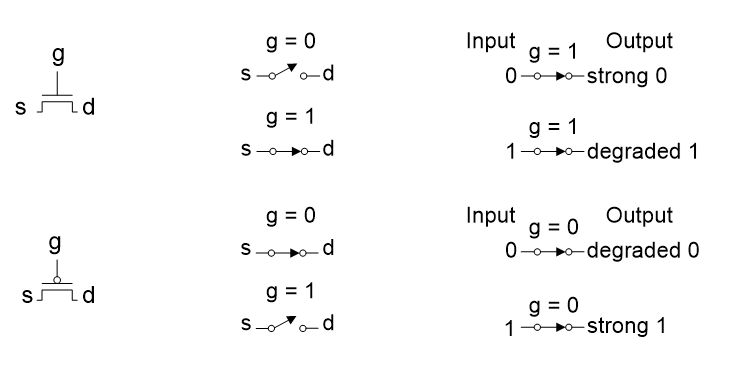 g
s d
g = 0
s d
g = 1
s d
Input g = 1 Output
0 strong 0
g = 1
1 degraded 1
g
s d
g = 0
s d
g = 1
s d
Input g = 0 Output
0 degraded 0
g = 0
1 strong 1